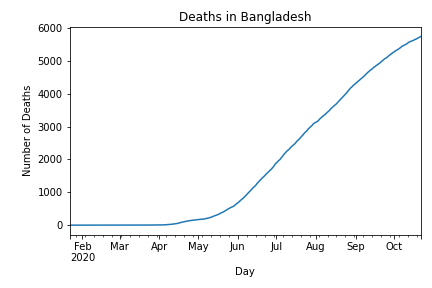 Deaths in Bangladesh
6000
5000
4000
3000
2000
1000
0
Number of Deaths
Feb Mar Apr May Jun Jul Aug Sep Oct
2020
Day